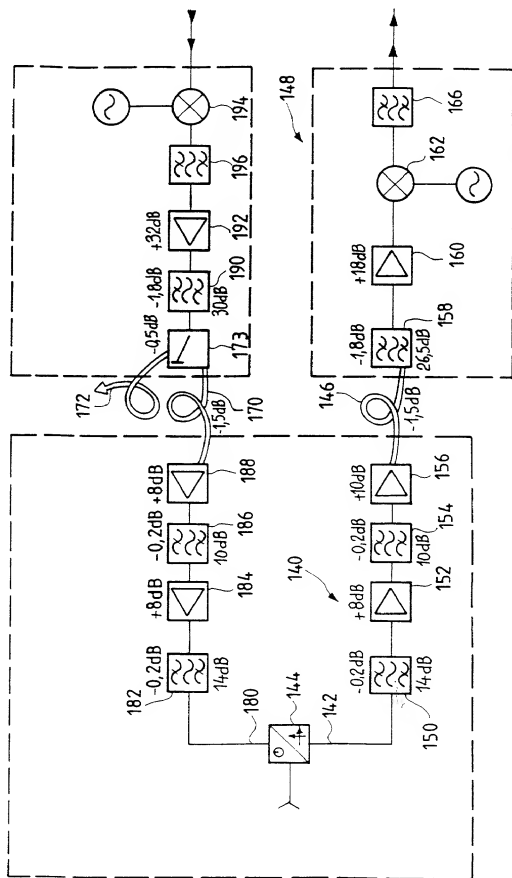 194
196
+32dB
192
-1,8dB
190
30dB
-0,5dB
173
172
170
-1,5dB
+8dB
188
-0,2dB
186
10dB
+8dB
184
-0,2dB
182
14dB
180
144
142
148
166
162
+18dB
160
-1,8dB
158
26,5dB
146
-1,5dB
+10dB
156
-0,2dB
154
10dB
140
+8dB
152
-0,2dB
150
14dB